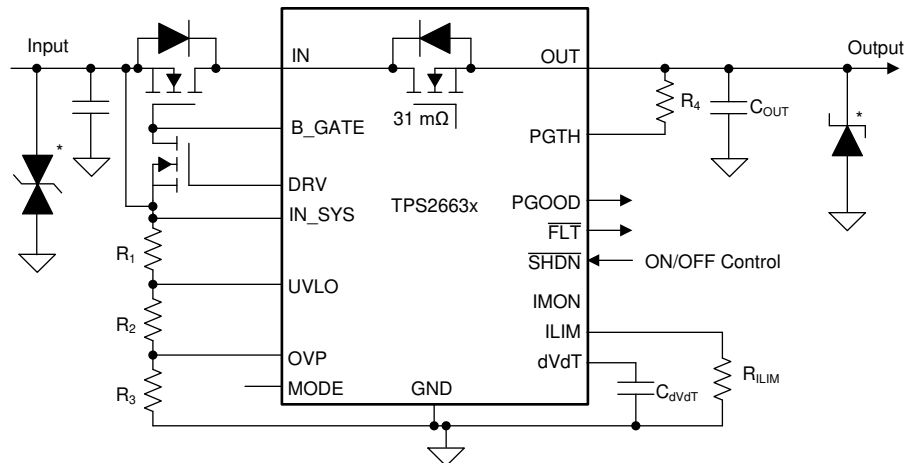 Input
IN
OUT
Output
*
31 mΩ
R4
COUT
*
B_GATE
PGTH
DRV
TPS2663x
PGOOD
IN_SYS
FLT
R1
SHDN
ON/OFF Control
UVLO
IMON
R2
ILIM
OVP
dVdT
R3
MODE
GND
CdVdT
RILIM